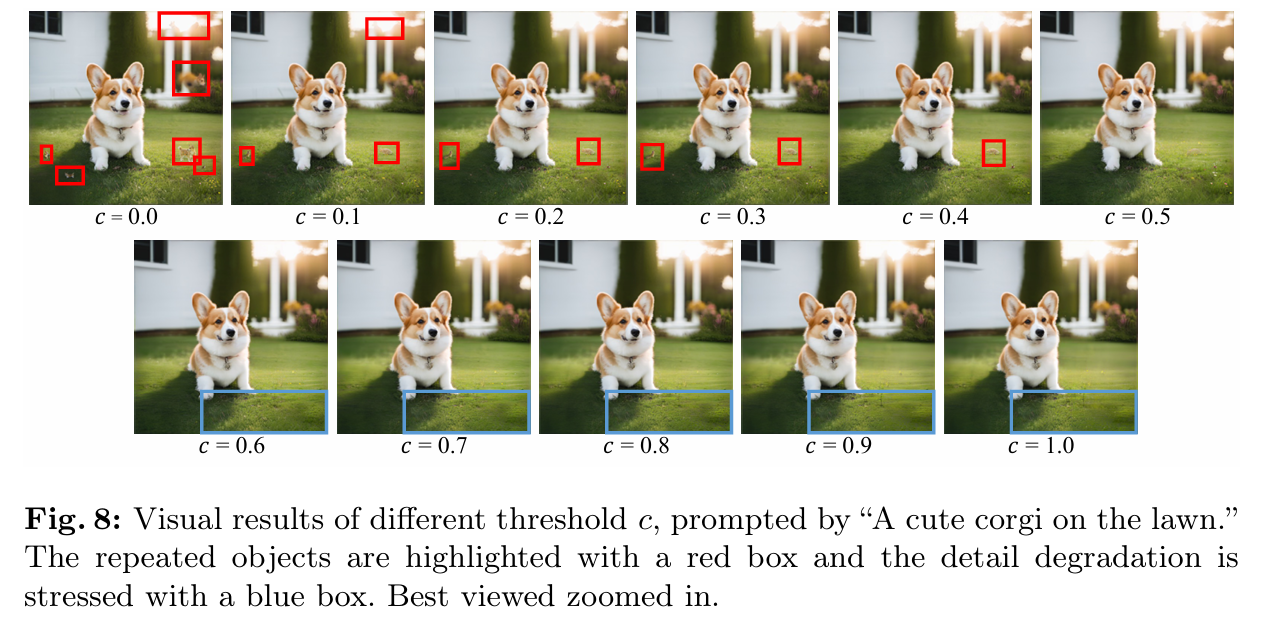 c = 0.0 c = 0.1 c = 0.2 c = 0.3 c = 0.4 c = 0.5
c = 0.6 c = 0.7 c = 0.8 c = 0.9 c = 1.0
Fig. 8: Visual results of different threshold c, prompted by “A cute corgi on the lawn.”
The repeated objects are highlighted with a red box and the detail degradation is
stressed with a blue box. Best viewed zoomed in.